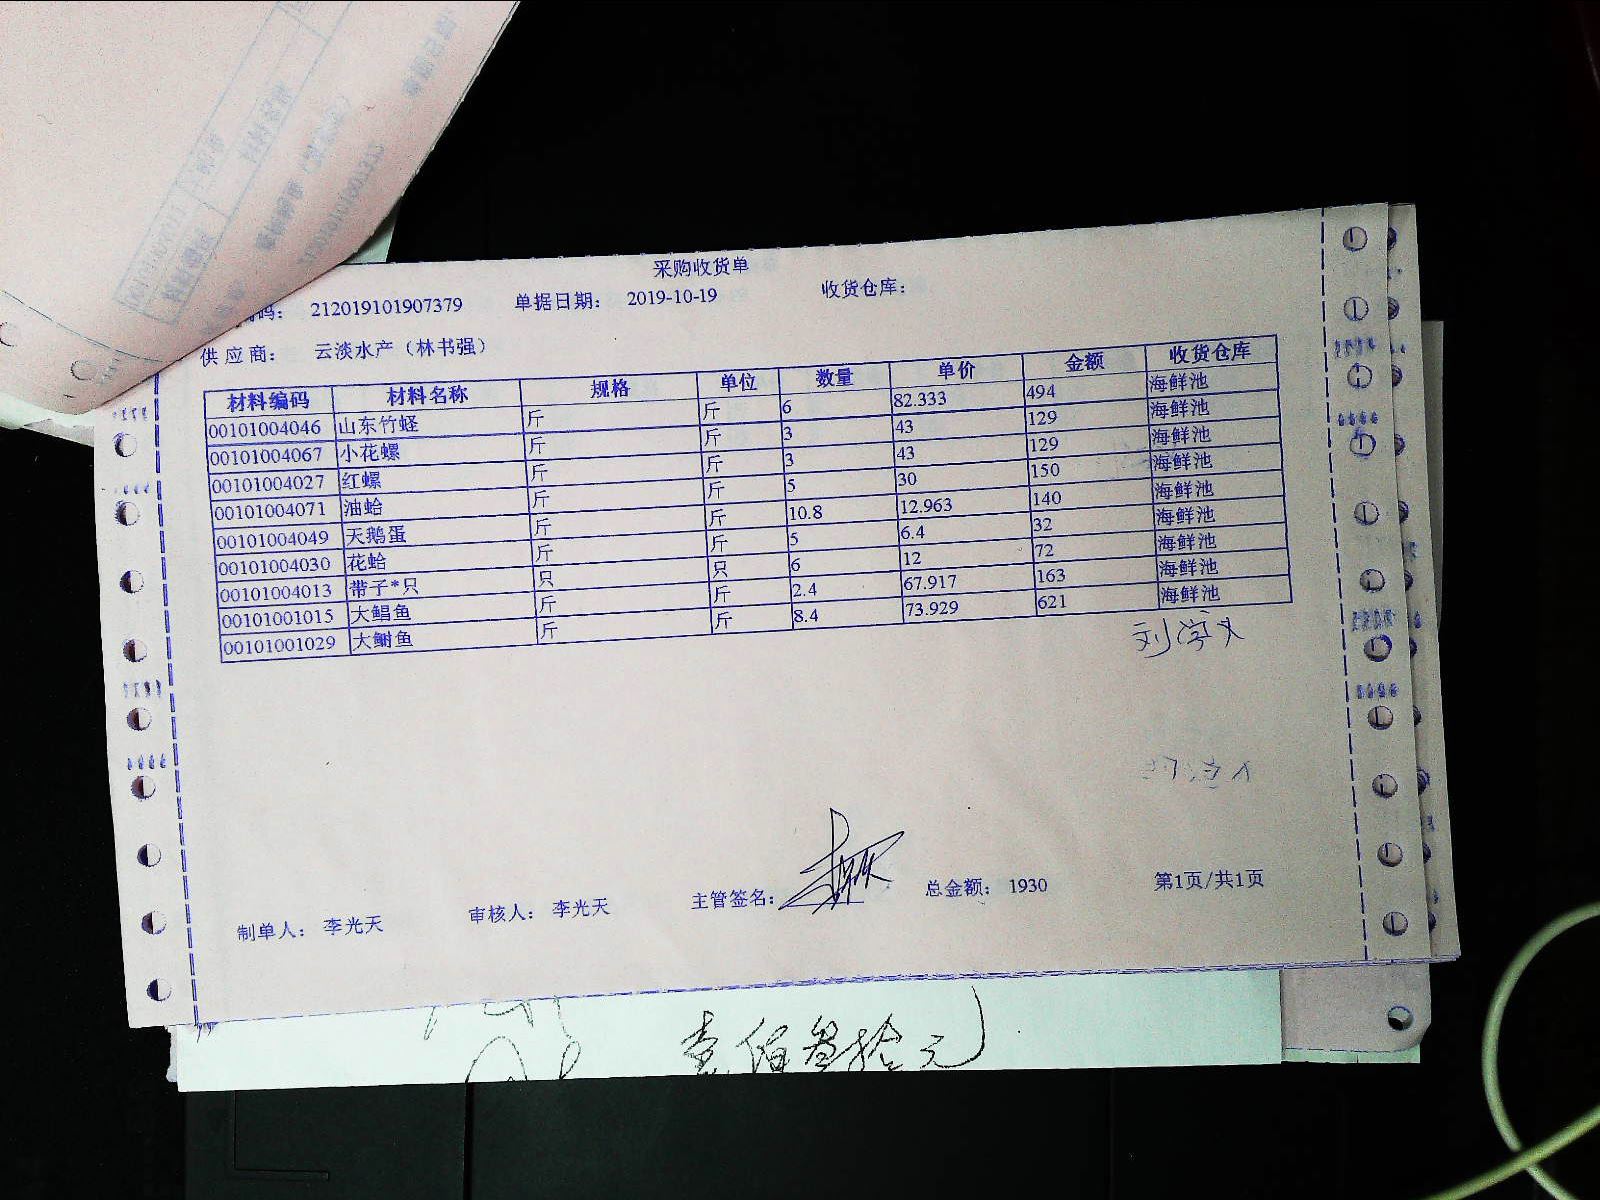 采购收货单
码： 212019101907379 单据日期： 2019-10-19 收货仓库：
供应商： 云淡水产（林书强）
材料编码 材料名称 规格 单位 数量 单价 金额 收货仓库
00101004046 山东竹蛏 斤 斤 6 82.333 494 海鲜池
00101004067 小花螺 斤 斤 3 43 129 海鲜池
00101004027 红螺 斤 斤 3 43 129 海鲜池
00101004071 油蛤 斤 斤 5 30 150 海鲜池
00101004049 天鹅蛋 斤 斤 10.8 12.963 140 海鲜池
00101004030 花蛤 斤 斤 5 6.4 32 海鲜池
00101004013 带子*只 只 只 6 12 72 海鲜池
00101001015 大鲳鱼 斤 斤 2.4 67.917 163 海鲜池
00101001029 大鲥鱼 斤 斤 8.4 73.929 621 海鲜池
制单人： 李光天 审核人： 李光天 主管签名： 总金额： 1930 第1页/共1页
壹佰叁拾元